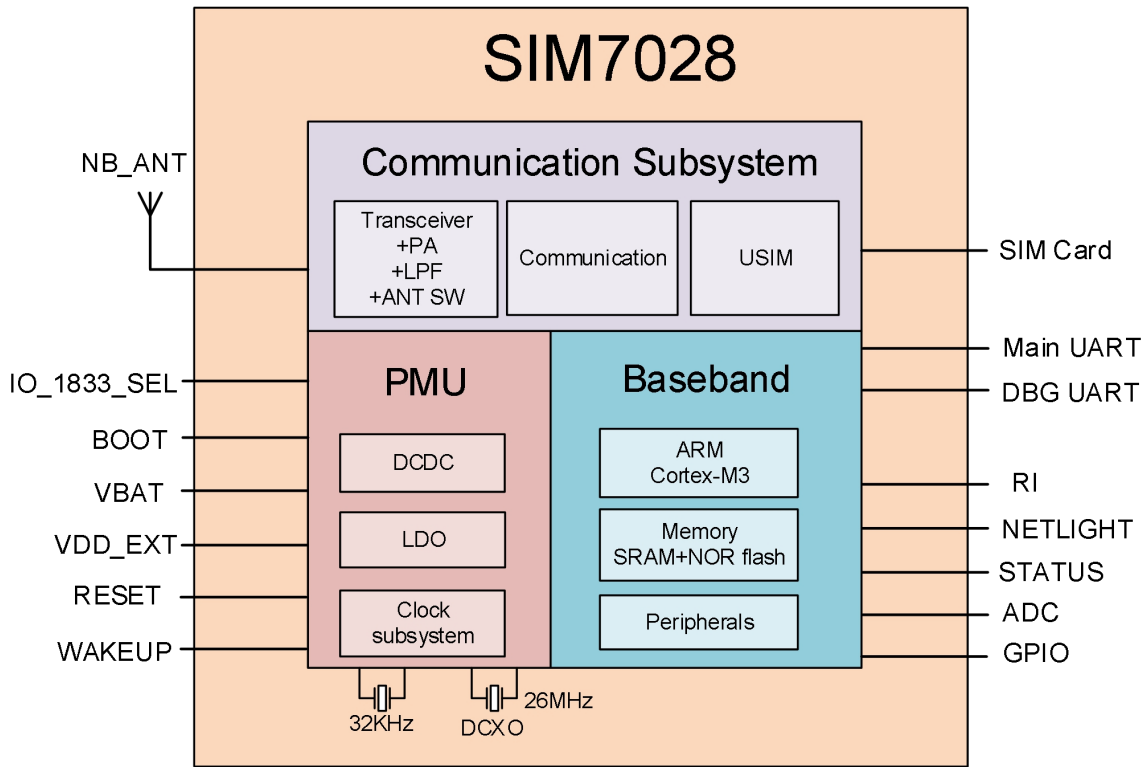 SIM7028
Communication Subsystem
NB_ANT
Transceiver
+PA
+LPF
+ANT SW
Communication
USIM
SIM Card
PMU
Baseband
IO_1833_SEL
BOOT
VBAT
VDD_EXT
RESET
WAKEUP
DCDC
LDO
Clock
subsystem
ARM
Cortex-M3
Memory
SRAM+NOR flash
Peripherals
Main UART
DBG UART
RI
NETLIGHT
STATUS
ADC
GPIO
32KHz
DCXO
26MHz